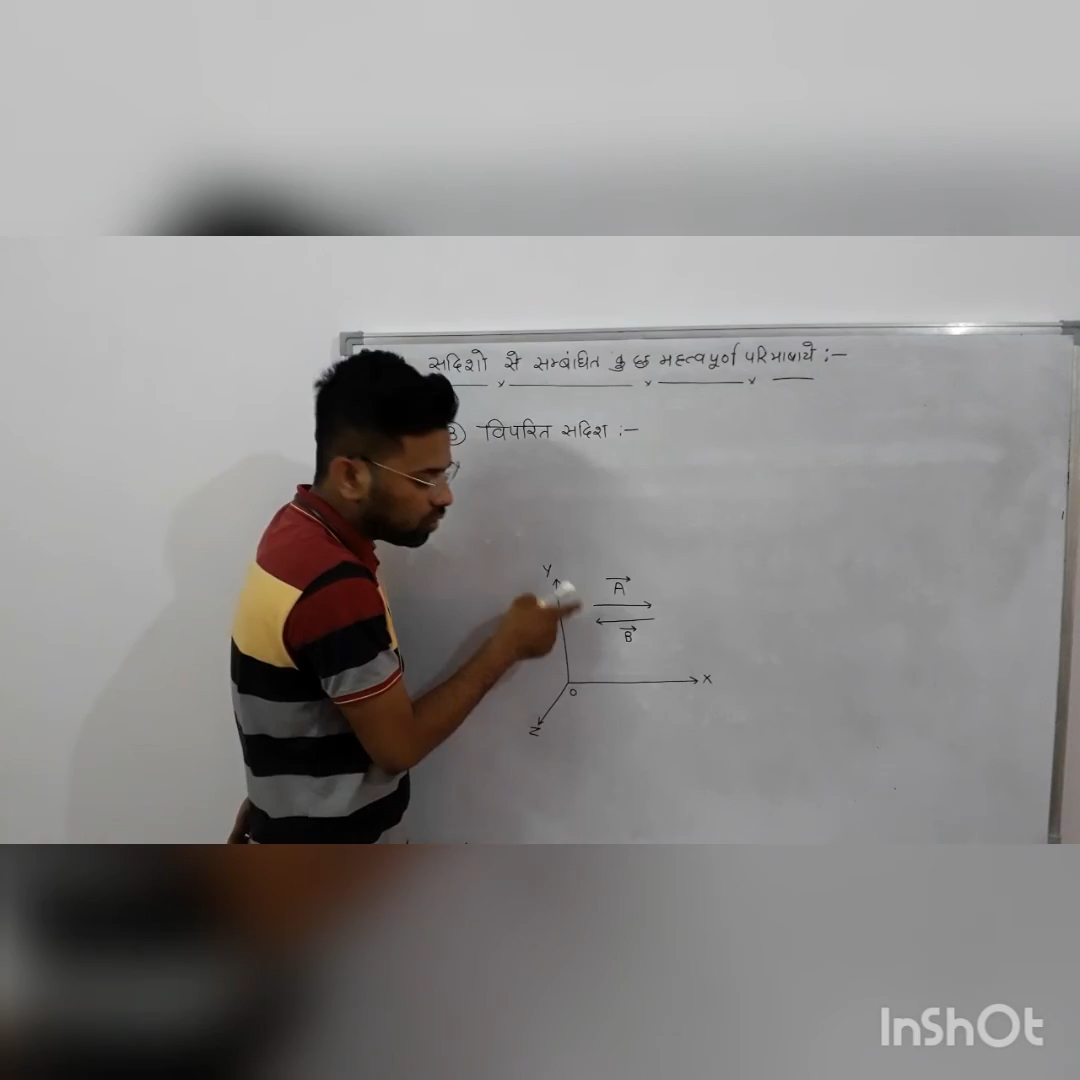 सदिशो से सम्बंधित कुछ महत्वपूर्ण परिभाषाये :-
3) विपरित सदिश :-
Y
A
B
X
O
Z
InShOt